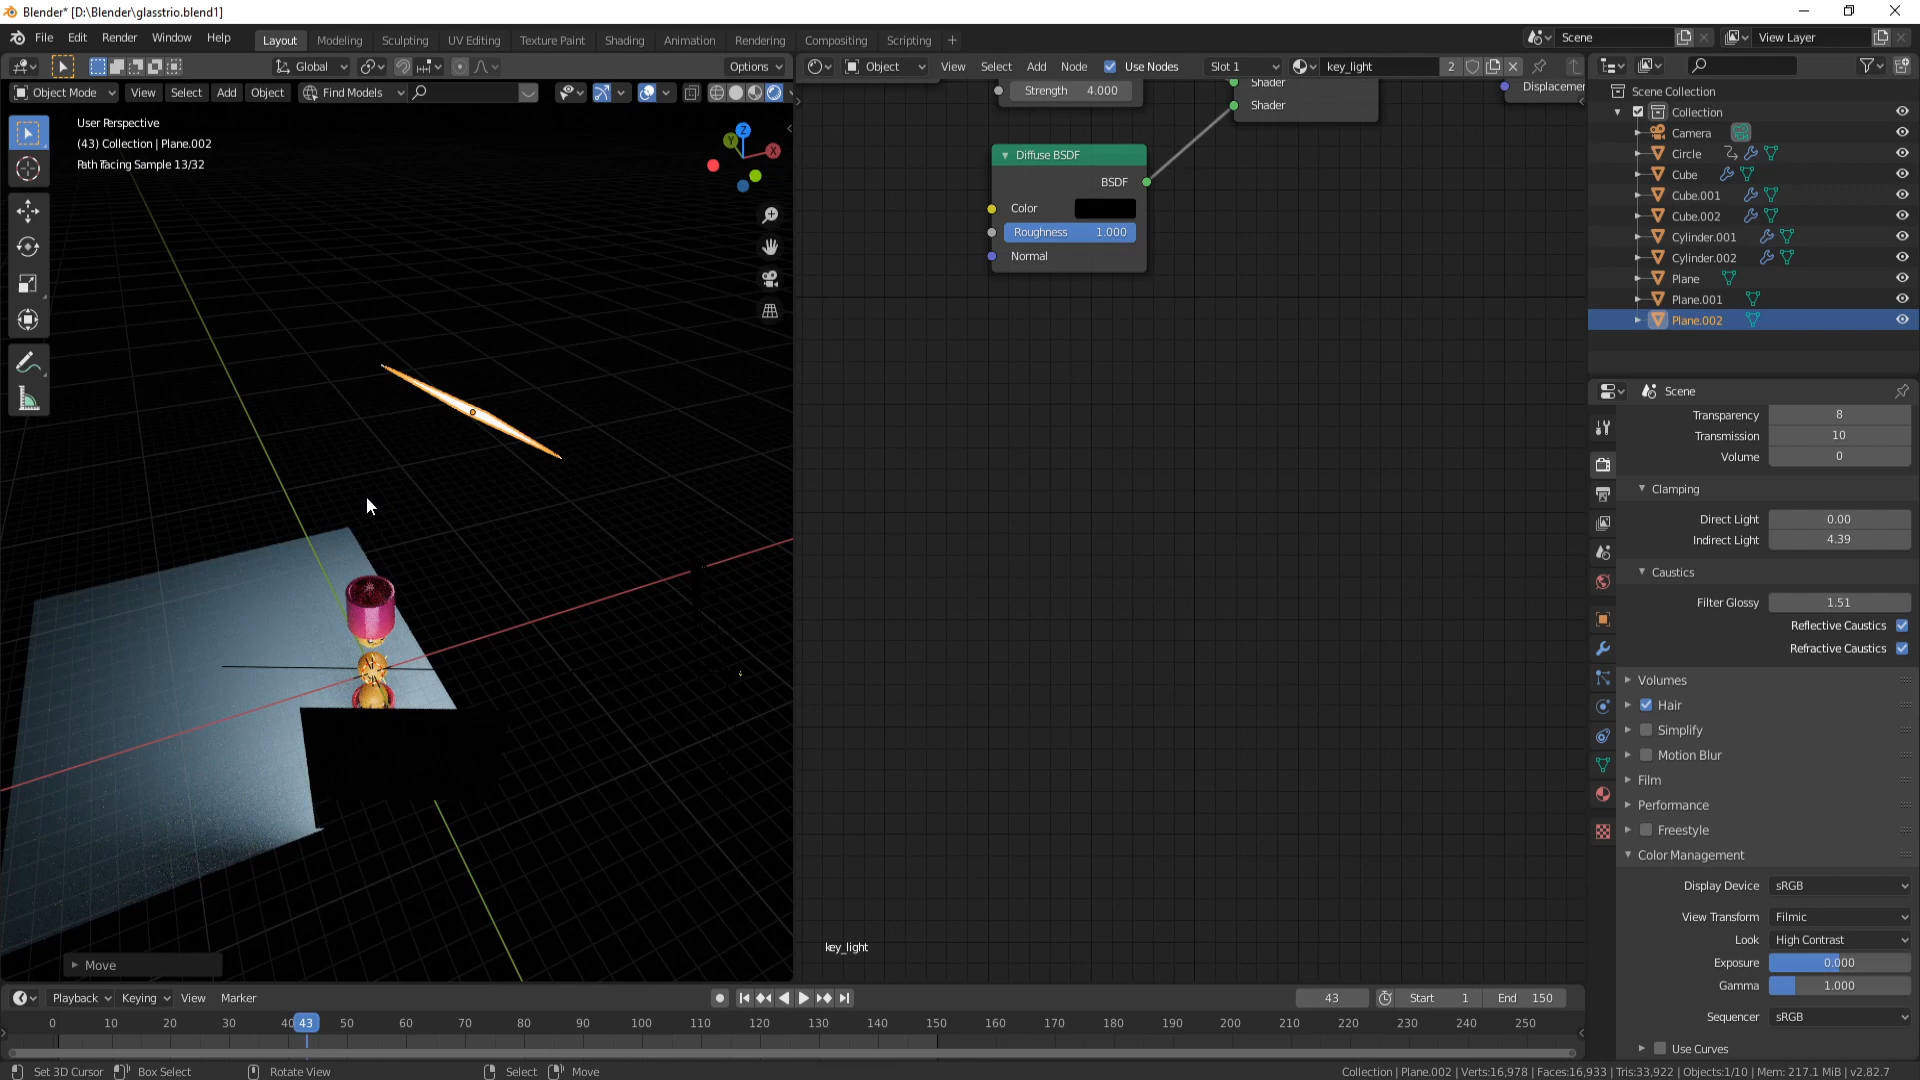 Blender* [D:\Blender\glasstrio.blend1]
File Edit Render Window Help Layout Modeling Sculpting UV Editing Texture Paint Shading Animation Rendering Compositing Scripting + Scene View Layer
Global Options Object View Select Add Node Use Nodes Slot 1 key_light 2
Object Mode View Select Add Object Find Models
User Perspective
(43) Collection | Plane.002
Path Tracing Sample 13/32
Z
Y
X
Move
Strength 4.000
Shader
Shader
Displacemen
Diffuse BSDF
BSDF
Color
Roughness 1.000
Normal
key_light
Scene Collection
Collection
Camera
Circle
Cube
Cube.001
Cube.002
Cylinder.001
Cylinder.002
Plane
Plane.001
Plane.002
Scene
Transparency 8
Transmission 10
Volume 0
Clamping
Direct Light 0.00
Indirect Light 4.39
Caustics
Filter Glossy 1.51
Reflective Caustics
Refractive Caustics
Volumes
Hair
Simplify
Motion Blur
Film
Performance
Freestyle
Color Management
Display Device sRGB
View Transform Filmic
Look High Contrast
Exposure 0.000
Gamma 1.000
Sequencer sRGB
Use Curves
Playback Keying View Marker 43 Start 1 End 150
0 10 20 30 40 43 50 60 70 80 90 100 110 120 130 140 150 160 170 180 190 200 210 220 230 240 250
Set 3D Cursor Box Select Rotate View Select Move Collection | Plane.002 | Verts:16,978 | Faces:16,933 | Tris:33,922 | Objects:1/10 | Mem: 217.1 MiB | v2.82.7